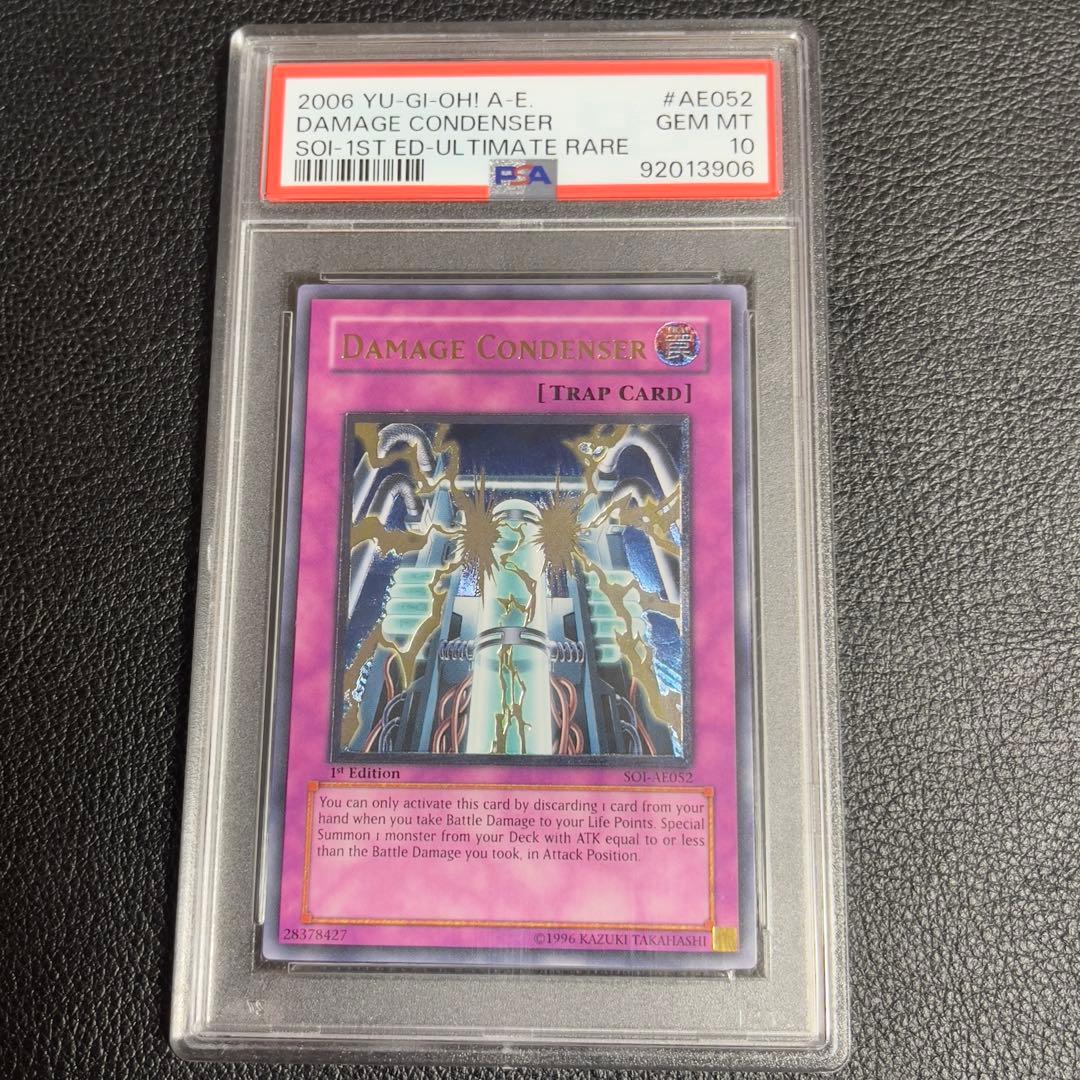 2006 YU-GI-OH! A-E. #AE052
DAMAGE CONDENSER GEM MT
SOI-1ST ED-ULTIMATE RARE 10
PSA 92013906
DAMAGE CONDENSER
TRAP
罠
[TRAP CARD]
1st Edition SOI-AE052
You can only activate this card by discarding 1 card from your
hand when you take Battle Damage to your Life Points. Special
Summon 1 monster from your Deck with ATK equal to or less
than the Battle Damage you took, in Attack Position.
28378427 ©1996 KAZUKI TAKAHASHI